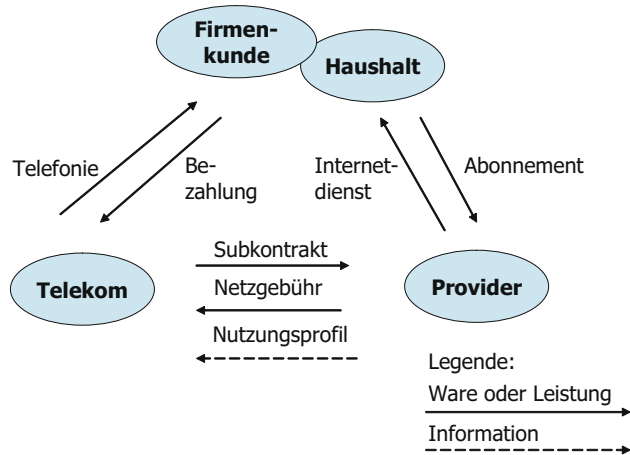 Firmen-
kunde
Haushalt
Telefonie
Be-
zahlung
Internet-
dienst
Abonnement
Telekom
Subkontrakt
Netzgebühr
Nutzungsprofil
Provider
Legende:
Ware oder Leistung
Information